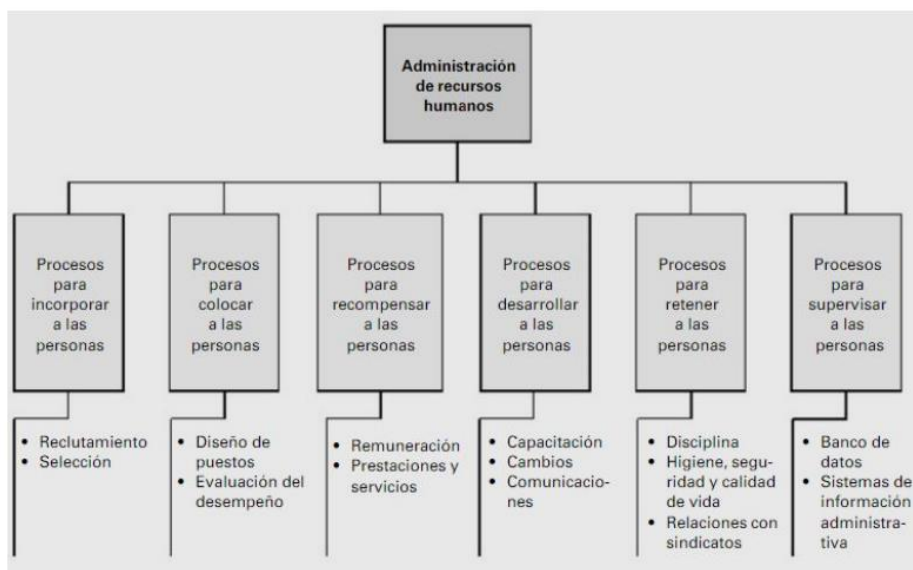 Administración
de recursos
humanos
Procesos
para
incorporar
a las
personas
Procesos
para
colocar
a las
personas
Procesos
para
recompensar
a las
personas
Procesos
para
desarrollar
a las
personas
Procesos
para
retener
a las
personas
Procesos
para
supervisar
a las
personas
• Reclutamiento
• Selección
• Diseño de
puestos
• Evaluación del
desempeño
• Remuneración
• Prestaciones y
servicios
• Capacitación
• Cambios
• Comunicacio-
nes
• Disciplina
• Higiene, segu-
ridad y calidad
de vida
• Relaciones con
sindicatos
• Banco de
datos
• Sistemas de
información
administra-
tiva